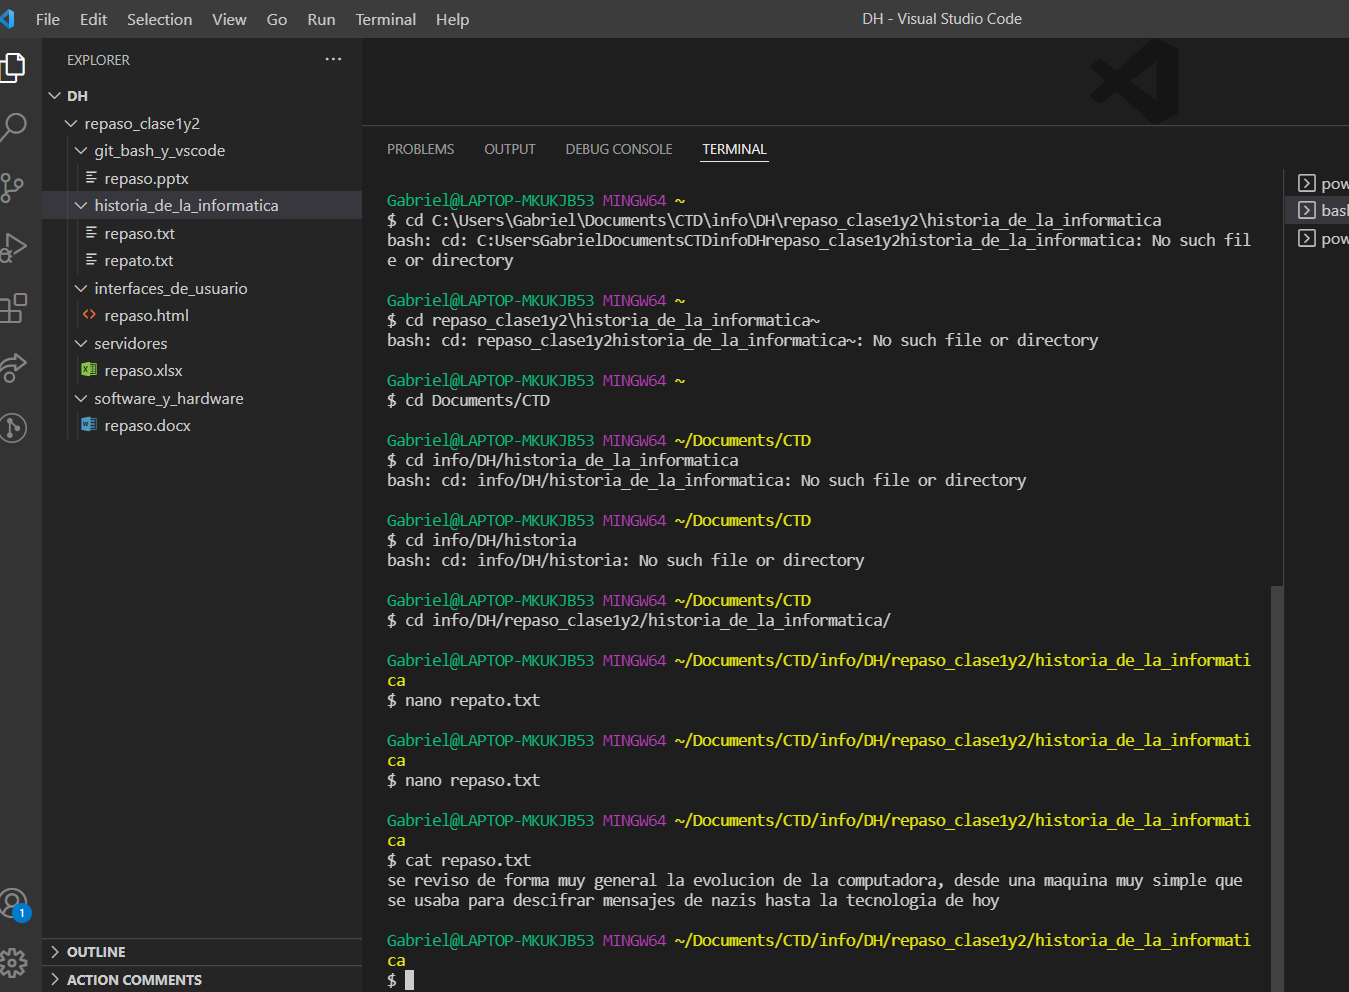 File Edit Selection View Go Run Terminal Help
DH - Visual Studio Code
EXPLORER
DH
repaso_clase1y2
git_bash_y_vscode
repaso.pptx
historia_de_la_informatica
repaso.txt
repato.txt
interfaces_de_usuario
repaso.html
servidores
repaso.xlsx
software_y_hardware
repaso.docx
OUTLINE
ACTION COMMENTS
1
PROBLEMS OUTPUT DEBUG CONSOLE TERMINAL
Gabriel@LAPTOP-MKUKJB53 MINGW64 ~
$ cd C:\Users\Gabriel\Documents\CTD\info\DH\repaso_clase1y2\historia_de_la_informatica
bash: cd: C:UsersGabrielDocumentsCTDinfoDHrepaso_clase1y2historia_de_la_informatica: No such fil
e or directory
Gabriel@LAPTOP-MKUKJB53 MINGW64 ~
$ cd repaso_clase1y2\historia_de_la_informatica~
bash: cd: repaso_clase1y2historia_de_la_informatica~: No such file or directory
Gabriel@LAPTOP-MKUKJB53 MINGW64 ~
$ cd Documents/CTD
Gabriel@LAPTOP-MKUKJB53 MINGW64 ~/Documents/CTD
$ cd info/DH/historia_de_la_informatica
bash: cd: info/DH/historia_de_la_informatica: No such file or directory
Gabriel@LAPTOP-MKUKJB53 MINGW64 ~/Documents/CTD
$ cd info/DH/historia
bash: cd: info/DH/historia: No such file or directory
Gabriel@LAPTOP-MKUKJB53 MINGW64 ~/Documents/CTD
$ cd info/DH/repaso_clase1y2/historia_de_la_informatica/
Gabriel@LAPTOP-MKUKJB53 MINGW64 ~/Documents/CTD/info/DH/repaso_clase1y2/historia_de_la_informati
ca
$ nano repato.txt
Gabriel@LAPTOP-MKUKJB53 MINGW64 ~/Documents/CTD/info/DH/repaso_clase1y2/historia_de_la_informati
ca
$ nano repaso.txt
Gabriel@LAPTOP-MKUKJB53 MINGW64 ~/Documents/CTD/info/DH/repaso_clase1y2/historia_de_la_informati
ca
$ cat repaso.txt
se reviso de forma muy general la evolucion de la computadora, desde una maquina muy simple que
se usaba para descifrar mensajes de nazis hasta la tecnologia de hoy
Gabriel@LAPTOP-MKUKJB53 MINGW64 ~/Documents/CTD/info/DH/repaso_clase1y2/historia_de_la_informati
ca
$
pow
bash
pow